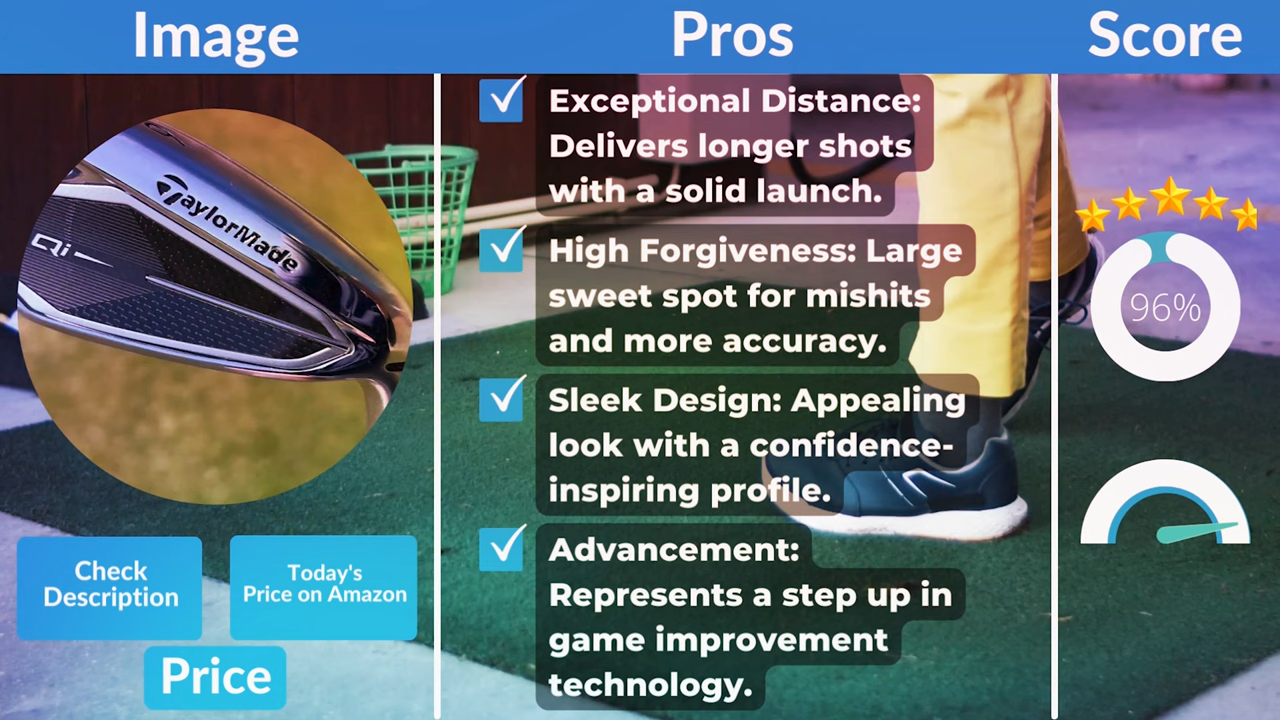 Image
Pros
Score
TaylorMade
Qi
Check
Description
Today's
Price on Amazon
Price
Exceptional Distance:
Delivers longer shots
with a solid launch.
High Forgiveness: Large
sweet spot for mishits
and more accuracy.
Sleek Design: Appealing
look with a confidence-
inspiring profile.
Advancement:
Represents a step up in
game improvement
technology.
96%